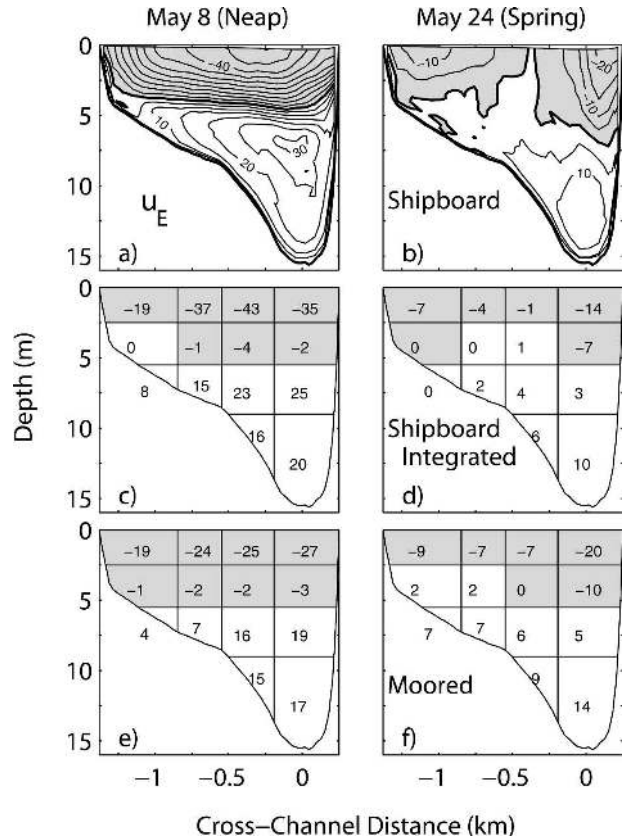 May 8 (Neap) May 24 (Spring)
0
5
10
15
−40
10
20
30
uE
a)
−10
−20
−10
10
Shipboard
b)
0
5
10
15
−19 −37 −43 −35
0 −1 −4 −2
8 15 23 25
16 20
c)
−7 −4 −1 −14
0 0 1 −7
0 2 4 3
6 10
Shipboard
Integrated
d)
Depth (m)
0
5
10
15
−19 −24 −25 −27
−1 −2 −2 −3
4 7 16 19
15 17
e)
−9 −7 −7 −20
2 2 0 −10
7 7 6 5
9 14
Moored
f)
−1 −0.5 0 −1 −0.5 0
Cross−Channel Distance (km)